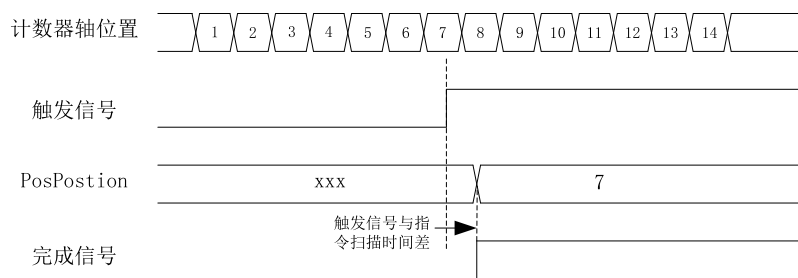 计数器轴位置
1 2 3 4 5 6 7 8 9 10 11 12 13 14
触发信号
PosPostion xxx 7
触发信号与指
令扫描时间差
完成信号